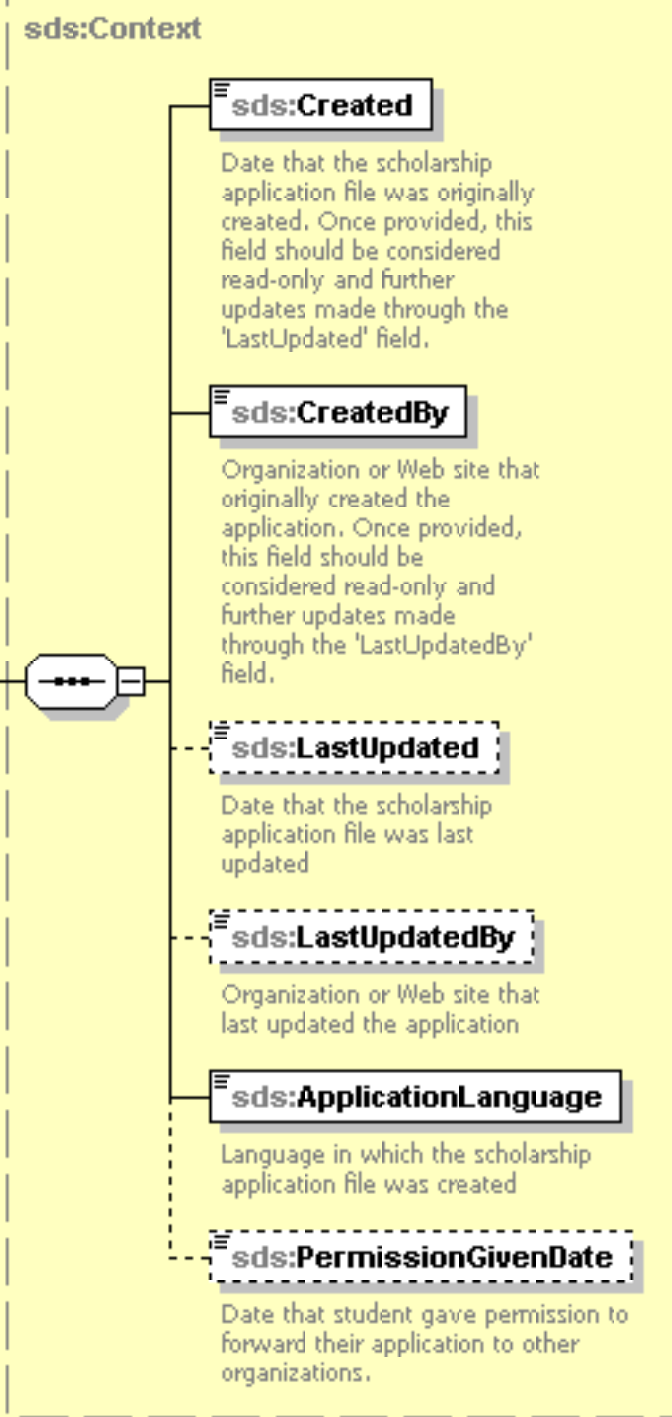 sds:Context
sds:Created
Date that the scholarship
application file was originally
created. Once provided, this
field should be considered
read-only and further
updates made through the
'LastUpdated' field.
sds:CreatedBy
Organization or Web site that
originally created the
application. Once provided,
this field should be
considered read-only and
further updates made
through the 'LastUpdatedBy'
field.
sds:LastUpdated
Date that the scholarship
application file was last
updated
sds:LastUpdatedBy
Organization or Web site that
last updated the application
sds:ApplicationLanguage
Language in which the scholarship
application file was created
sds:PermissionGivenDate
Date that student gave permission to
forward their application to other
organizations.